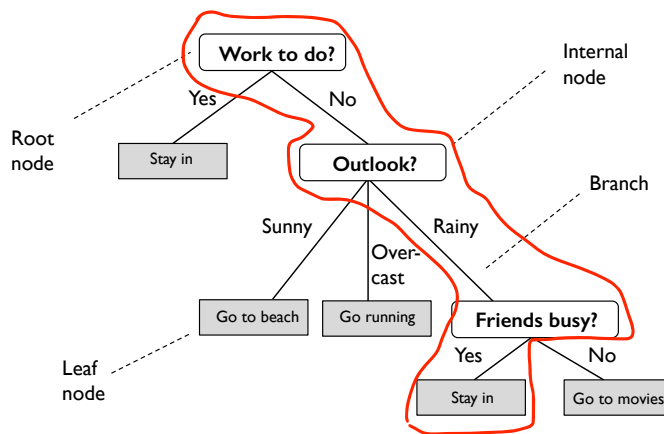 Work to do?
Internal
node
Yes
No
Root
node
Stay in
Outlook?
Branch
Sunny
Rainy
Over-
cast
Go to beach
Go running
Friends busy?
Leaf
node
Yes
No
Stay in
Go to movies